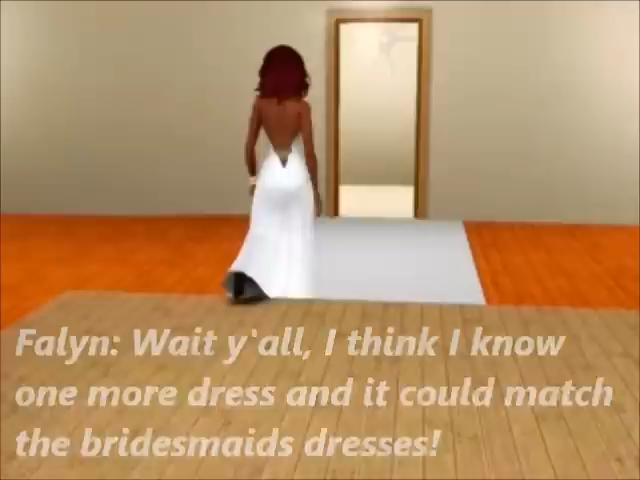 Falyn: Wait y`all, I think I know
one more dress and it could match
the bridesmaids dresses!